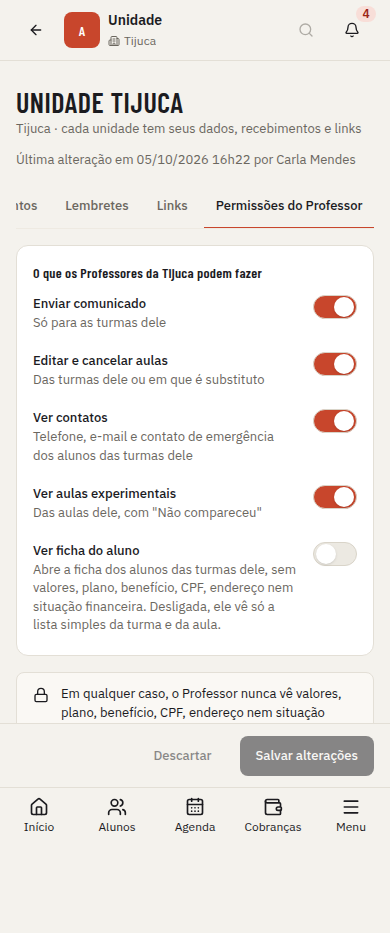 4
A
Unidade
Tijuca
UNIDADE TIJUCA
Tijuca · cada unidade tem seus dados, recebimentos e links
Última alteração em 05/10/2026 16h22 por Carla Mendes
ntos Lembretes Links Permissões do Professor
O que os Professores da Tijuca podem fazer
Enviar comunicado
Só para as turmas dele
Editar e cancelar aulas
Das turmas dele ou em que é substituto
Ver contatos
Telefone, e-mail e contato de emergência
dos alunos das turmas dele
Ver aulas experimentais
Das aulas dele, com "Não compareceu"
Ver ficha do aluno
Abre a ficha dos alunos das turmas dele, sem
valores, plano, benefício, CPF, endereço nem
situação financeira. Desligada, ele vê só a
lista simples da turma e da aula.
Em qualquer caso, o Professor nunca vê valores,
plano, benefício, CPF, endereço nem situação
Descartar Salvar alterações
Início Alunos Agenda Cobranças Menu